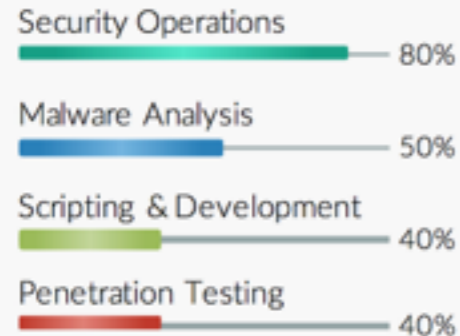 Security Operations
80%
Malware Analysis
50%
Scripting & Development
40%
Penetration Testing
40%